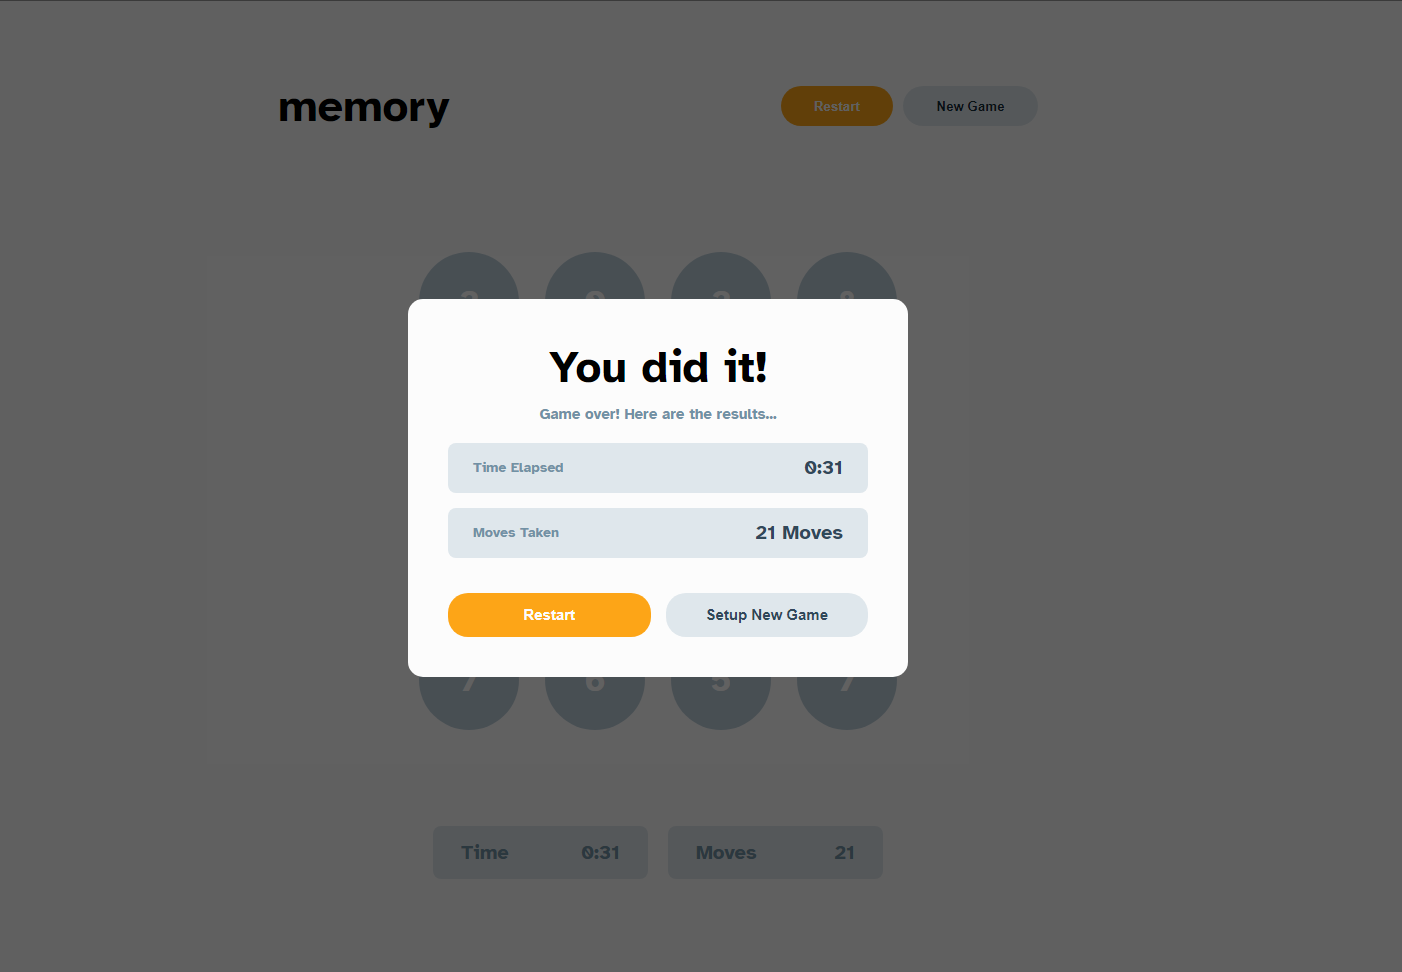 memory
Restart
New Game
You did it!
Game over! Here are the results...
Time Elapsed
0:31
Moves Taken
21 Moves
Restart
Setup New Game
7 6 5 7
Time
0:31
Moves
21